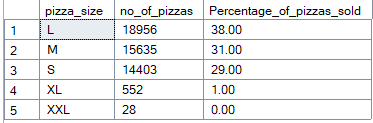 pizza_size no_of_pizzas Percentage_of_pizzas_sold
1 L 18956 38.00
2 M 15635 31.00
3 S 14403 29.00
4 XL 552 1.00
5 XXL 28 0.00